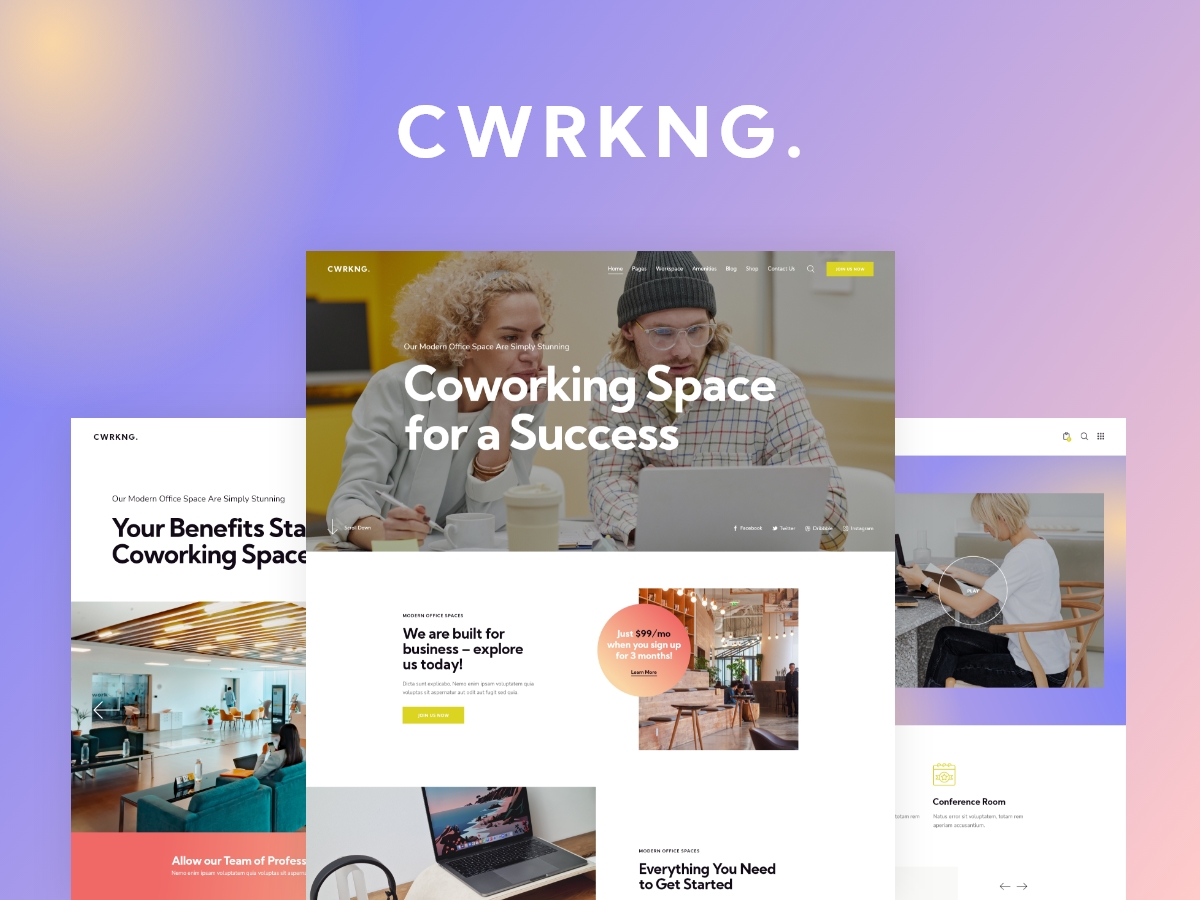 CWRKNG.
CWRKNG.
Home Pages Workspace Amenities Blog Shop Contact Us
JOIN US NOW
Our Modern Office Space Are Simply Stunning
Coworking Space
for a Success
Scroll Down
Facebook Twitter Dribbble Instagram
CWRKNG.
Our Modern Office Space Are Simply Stunning
Your Benefits Sta
Coworking Space
Allow our Team of Profess
Nemo enim ipsam voluptatem quia voluptas sit aspern
MODERN OFFICE SPACES
We are built for
business – explore
us today!
Dicta sunt explicabo. Nemo enim ipsam voluptatem quia
voluptas sit aspernatur aut odit aut fugit sed quia.
JOIN US NOW
Just $99/mo
when you sign up
for 3 months!
Learn More
MODERN OFFICE SPACES
Everything You Need
to Get Started
PLAY
totam rem
Conference Room
Natus error sit voluptatem, totam rem
aperiam accusantium.